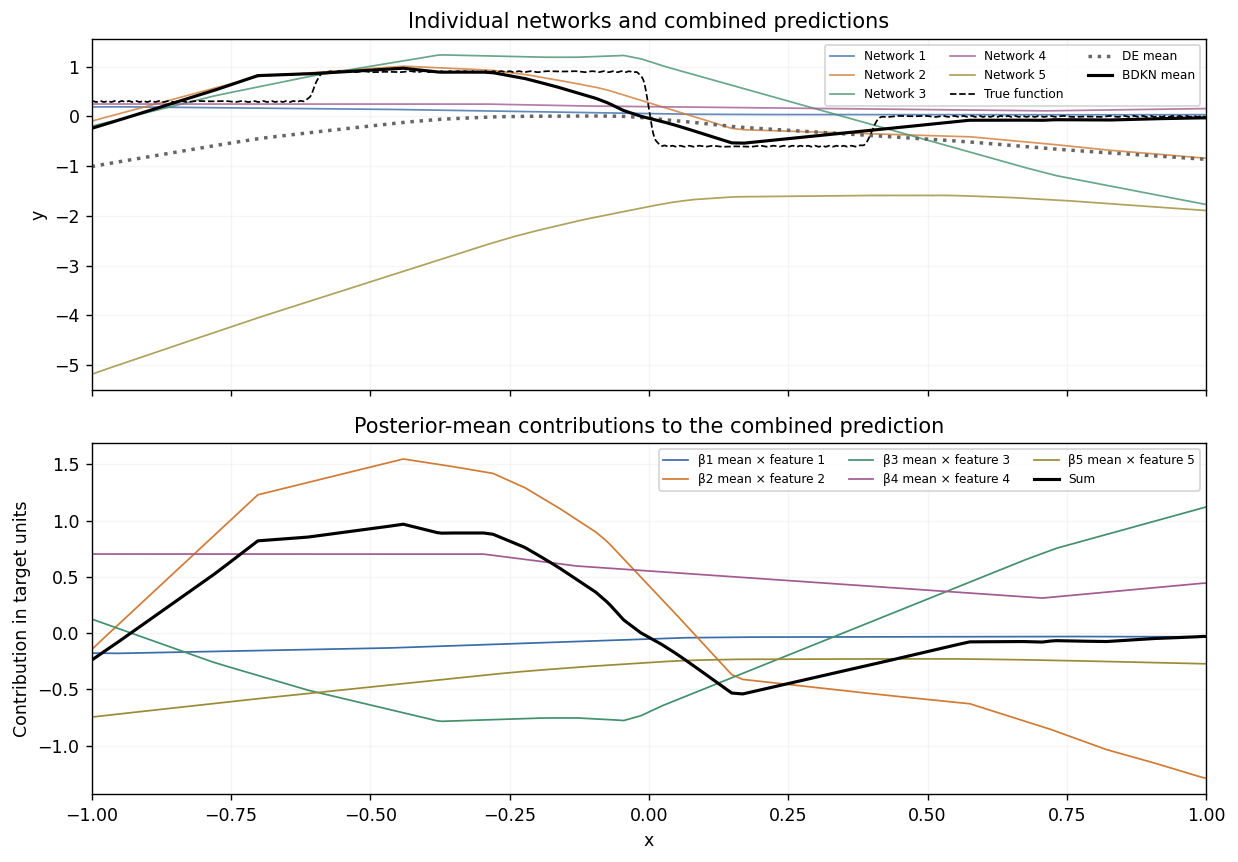 Individual networks and combined predictions
Network 1
Network 2
Network 3
Network 4
Network 5
True function
DE mean
BDKN mean
y
1
0
−1
−2
−3
−4
−5
Posterior-mean contributions to the combined prediction
β1 mean × feature 1
β2 mean × feature 2
β3 mean × feature 3
β4 mean × feature 4
β5 mean × feature 5
Sum
Contribution in target units
1.5
1.0
0.5
0.0
−0.5
−1.0
−1.00
−0.75
−0.50
−0.25
0.00
0.25
0.50
0.75
1.00
x